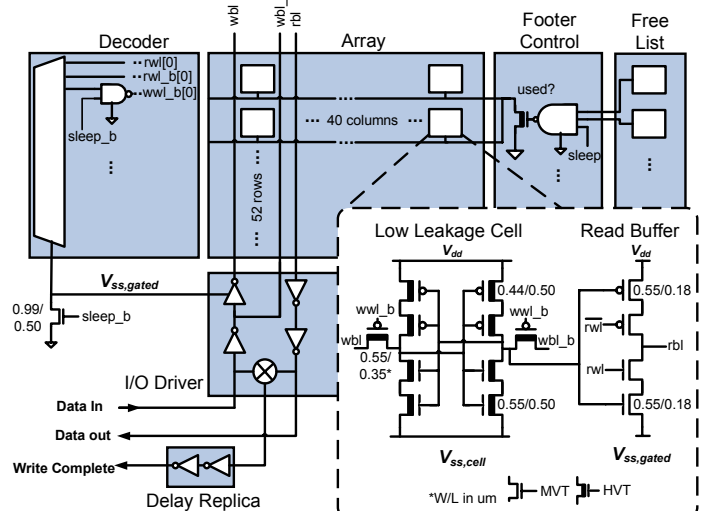 wbl
wbl_
rbl
Decoder
Array
Footer
Control
Free
List
rwl[0]
rwl_b[0]
wwl_b[0]
sleep_b
used?
40 columns
sleep
52 rows
V_ss,gated
0.99/
0.50
sleep_b
I/O Driver
Data In
Data out
Write Complete
Delay Replica
Low Leakage Cell
Read Buffer
V_dd
V_dd
0.44/0.50
0.55/0.18
wwl_b
wwl_b
rwl
wbl
wbl_b
rbl
0.55/
0.35*
rwl
0.55/0.50
0.55/0.18
V_ss,cell
V_ss,gated
*W/L in um
MVT
HVT